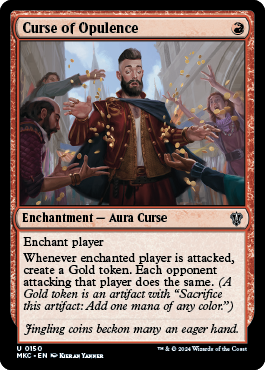 Curse of Opulence
Enchantment — Aura Curse
Enchant player
Whenever enchanted player is attacked,
create a Gold token. Each opponent
attacking that player does the same. (A
Gold token is an artifact with “Sacrifice
this artifact: Add one mana of any color.”)
Jingling coins beckon many an eager hand.
U 0150
MKC • EN KIERAN YANNER
™ & © 2024 Wizards of the Coast